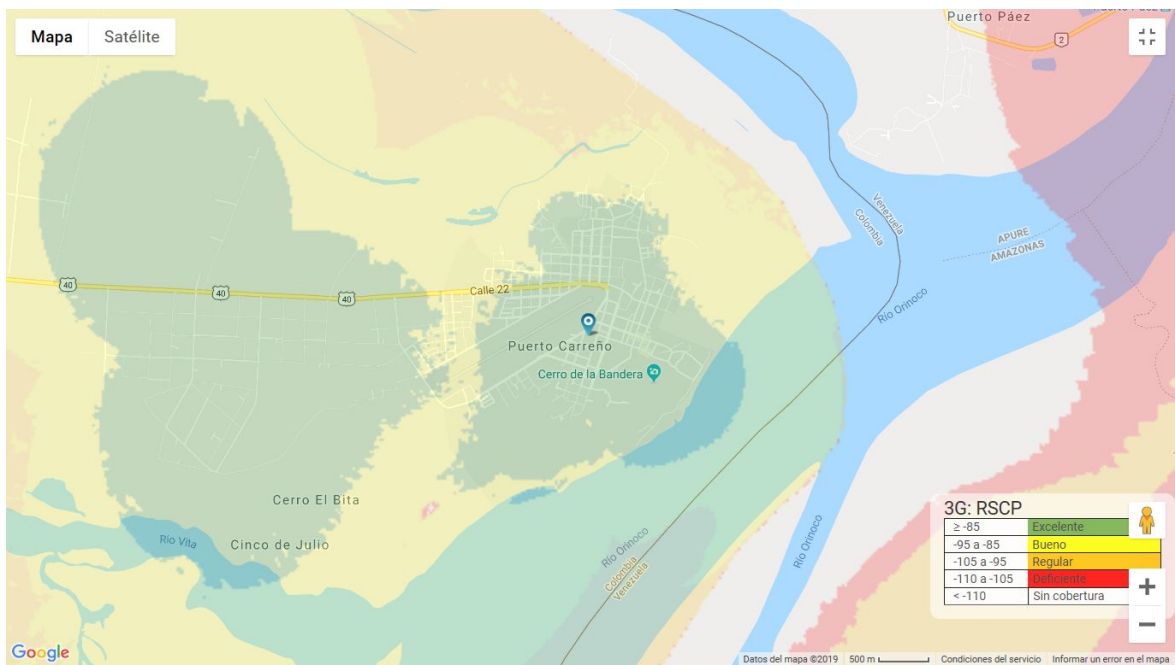 Mapa Satélite
Puerto Páez
2
Venezuela
Colombia
APURE
AMAZONAS
40
40
40
Calle 22
Río Orinoco
Puerto Carreño
Cerro de la Bandera
Cerro El Bita
Río Vita
Cinco de Julio
Río Orinoco
Colombia
Venezuela
Río Orinoco
3G: RSCP
≥ -85 Excelente
-95 a -85 Bueno
-105 a -95 Regular
-110 a -105 Deficiente
< -110 Sin cobertura
Google
Datos del mapa ©2019 500 m Condiciones del servicio Informar un error en el mapa